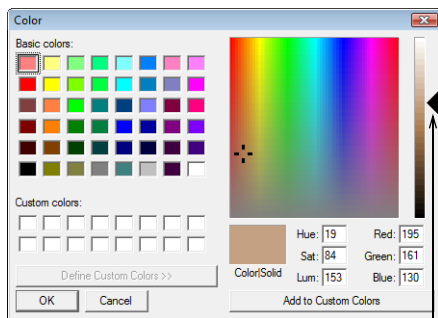 Color
Basic colors:
Custom colors:
Define Custom Colors >>
OK Cancel
Color|Solid
Hue: 19 Red: 195
Sat: 84 Green: 161
Lum: 153 Blue: 130
Add to Custom Colors